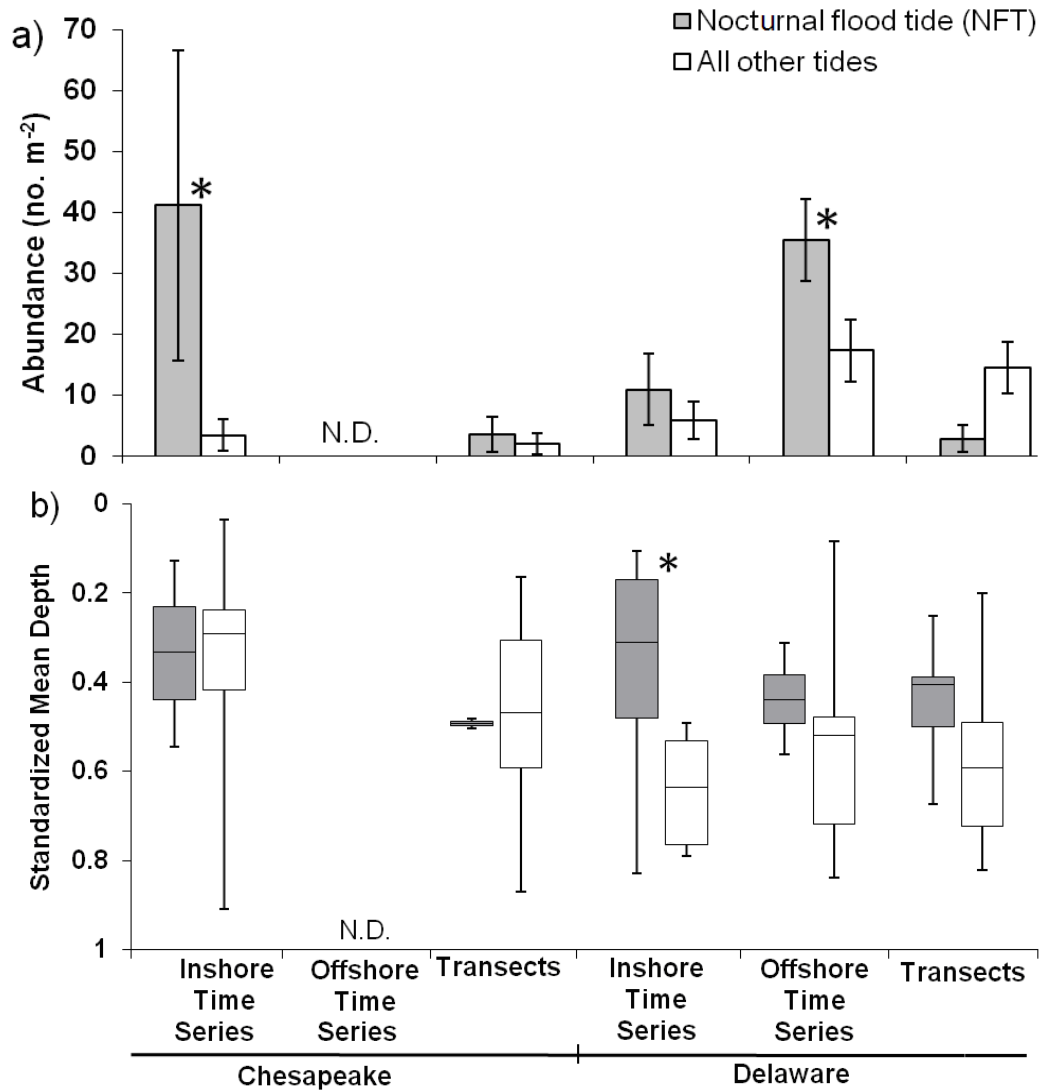 a)
Nocturnal flood tide (NFT)
All other tides
Abundance (no. m⁻²)
70
60
50
40
30
20
10
0
*
N.D.
*
b)
Standardized Mean Depth
0
0.2
0.4
0.6
0.8
1
*
N.D.
Inshore
Time
Series
Offshore
Time
Series
Transects
Inshore
Time
Series
Offshore
Time
Series
Transects
Chesapeake
Delaware